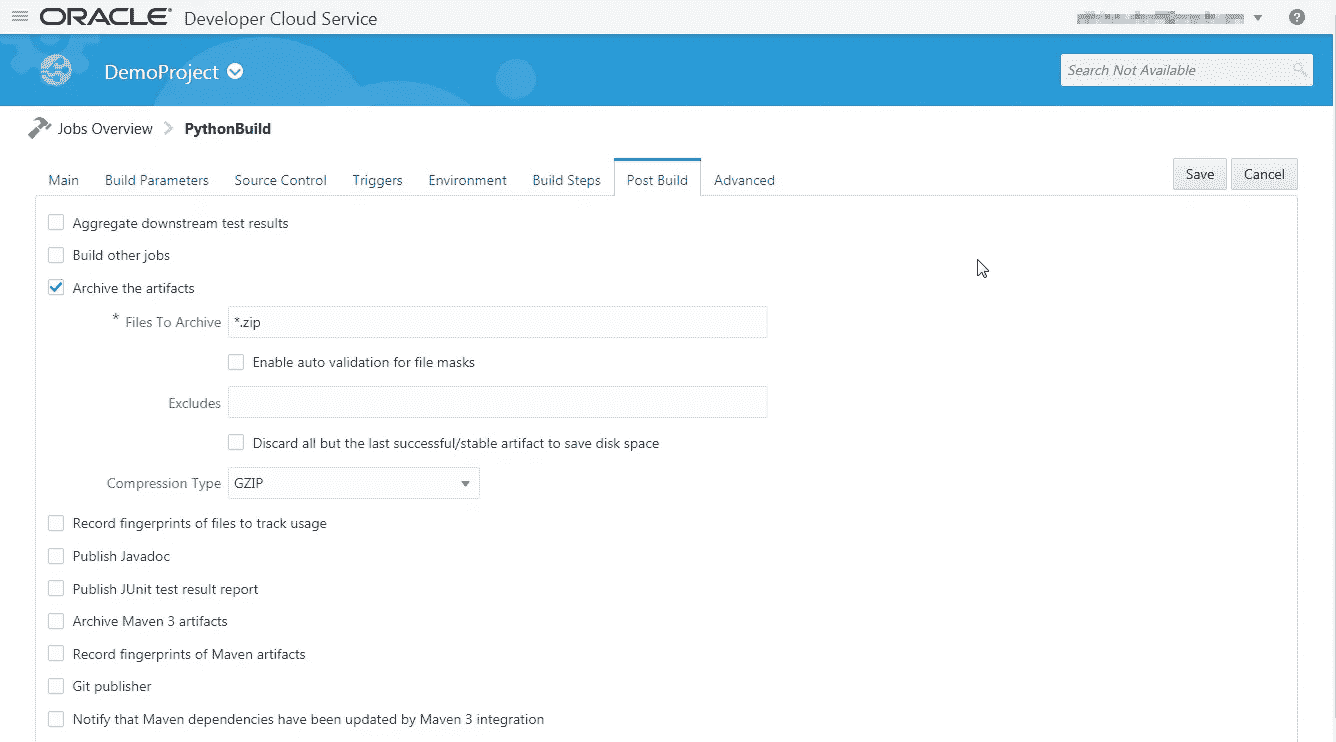 ORACLE® Developer Cloud Service
?
DemoProject
Search Not Available
Jobs Overview PythonBuild
Main Build Parameters Source Control Triggers Environment Build Steps Post Build Advanced Save Cancel
Aggregate downstream test results
Build other jobs
Archive the artifacts
* Files To Archive *.zip
Enable auto validation for file masks
Excludes
Discard all but the last successful/stable artifact to save disk space
Compression Type GZIP
Record fingerprints of files to track usage
Publish Javadoc
Publish JUnit test result report
Archive Maven 3 artifacts
Record fingerprints of Maven artifacts
Git publisher
Notify that Maven dependencies have been updated by Maven 3 integration